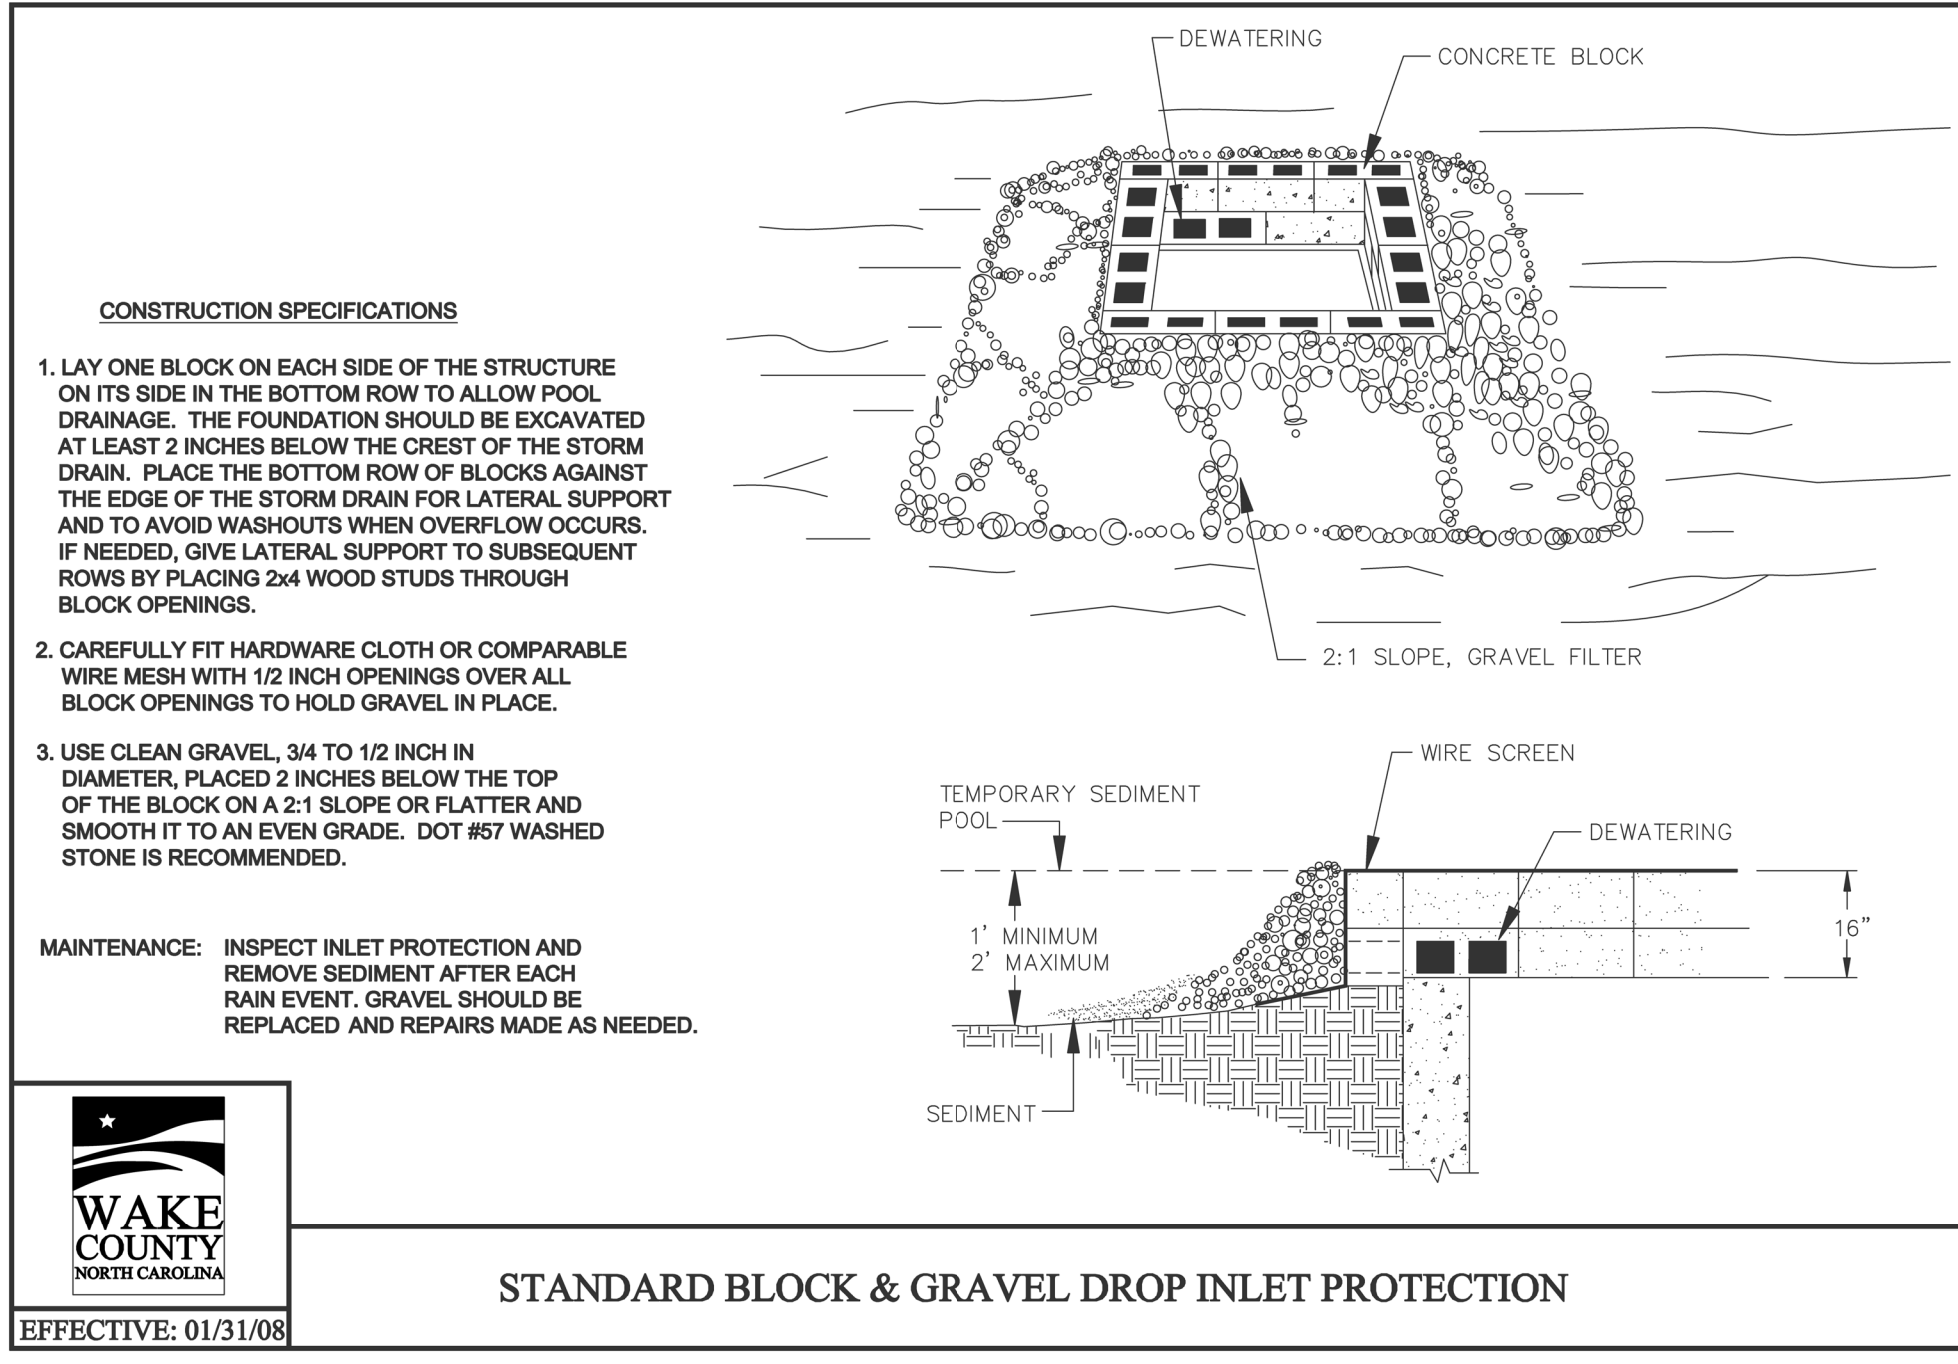 DEWATERING
CONCRETE BLOCK
2:1 SLOPE, GRAVEL FILTER
CONSTRUCTION SPECIFICATIONS
1. LAY ONE BLOCK ON EACH SIDE OF THE STRUCTURE
ON ITS SIDE IN THE BOTTOM ROW TO ALLOW POOL
DRAINAGE. THE FOUNDATION SHOULD BE EXCAVATED
AT LEAST 2 INCHES BELOW THE CREST OF THE STORM
DRAIN. PLACE THE BOTTOM ROW OF BLOCKS AGAINST
THE EDGE OF THE STORM DRAIN FOR LATERAL SUPPORT
AND TO AVOID WASHOUTS WHEN OVERFLOW OCCURS.
IF NEEDED, GIVE LATERAL SUPPORT TO SUBSEQUENT
ROWS BY PLACING 2x4 WOOD STUDS THROUGH
BLOCK OPENINGS.
2. CAREFULLY FIT HARDWARE CLOTH OR COMPARABLE
WIRE MESH WITH 1/2 INCH OPENINGS OVER ALL
BLOCK OPENINGS TO HOLD GRAVEL IN PLACE.
3. USE CLEAN GRAVEL, 3/4 TO 1/2 INCH IN
DIAMETER, PLACED 2 INCHES BELOW THE TOP
OF THE BLOCK ON A 2:1 SLOPE OR FLATTER AND
SMOOTH IT TO AN EVEN GRADE. DOT #57 WASHED
STONE IS RECOMMENDED.
MAINTENANCE: INSPECT INLET PROTECTION AND
REMOVE SEDIMENT AFTER EACH
RAIN EVENT. GRAVEL SHOULD BE
REPLACED AND REPAIRS MADE AS NEEDED.
WIRE SCREEN
TEMPORARY SEDIMENT
POOL
DEWATERING
1' MINIMUM
2' MAXIMUM
16"
SEDIMENT
WAKE
COUNTY
NORTH CAROLINA
EFFECTIVE: 01/31/08
STANDARD BLOCK & GRAVEL DROP INLET PROTECTION